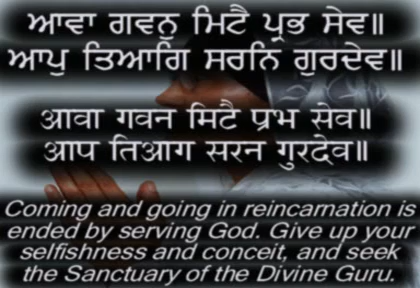 ਆਵਾ ਗਵਨੁ ਮਿਟੈ ਪ੍ਰਭ ਸੇਵ॥
ਆਪੁ ਤਿਆਗਿ ਸਰਨਿ ਗੁਰਦੇਵ॥
आवा गवन मिटै प्रभ सेव॥
आप तिआग सरन गुरदेव॥
Coming and going in reincarnation is
ended by serving God. Give up your
selfishness and conceit, and seek
the Sanctuary of the Divine Guru.